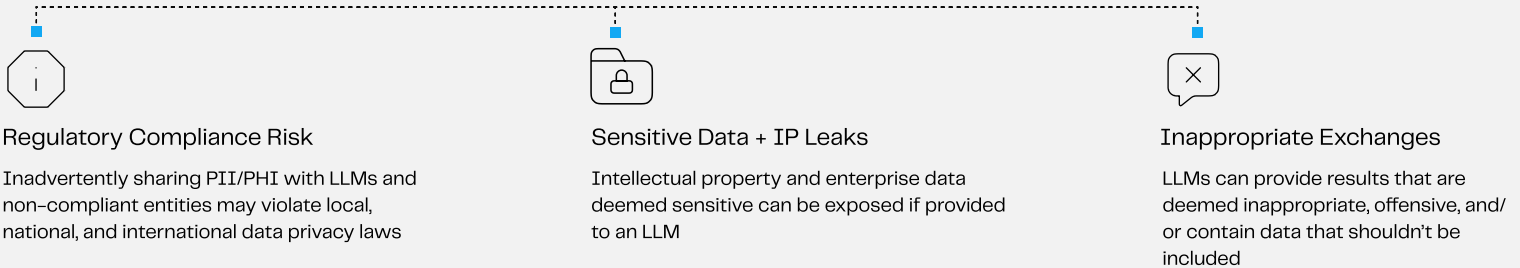 Regulatory Compliance Risk
Inadvertently sharing PII/PHI with LLMs and
non-compliant entities may violate local,
national, and international data privacy laws
Sensitive Data + IP Leaks
Intellectual property and enterprise data
deemed sensitive can be exposed if provided
to an LLM
Inappropriate Exchanges
LLMs can provide results that are
deemed inappropriate, offensive, and/
or contain data that shouldn't be
included